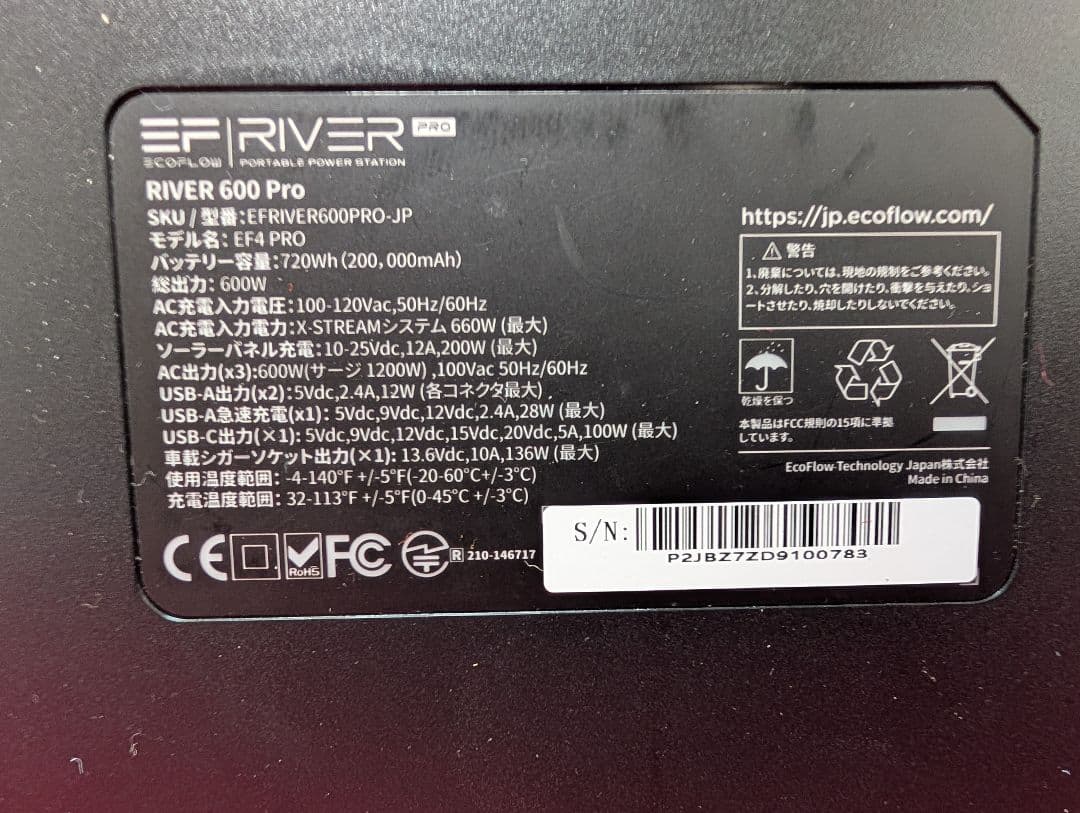 EF RIVER PRO
ECOFLOW PORTABLE POWER STATION
RIVER 600 Pro
SKU / 型番:EFRIVER600PRO-JP
モデル名: EF4 PRO
バッテリー容量:720Wh (200,000mAh)
総出力: 600W
AC充電入力電圧:100-120Vac,50Hz/60Hz
AC充電入力電力:X-STREAMシステム 660W (最大)
ソーラーパネル充電:10-25Vdc,12A,200W (最大)
AC出力(x3):600W(サージ 1200W) ,100Vac 50Hz/60Hz
USB-A出力(x2):5Vdc,2.4A,12W (各コネクタ最大)
USB-A急速充電(x1): 5Vdc,9Vdc,12Vdc,2.4A,28W (最大)
USB-C出力(×1): 5Vdc,9Vdc,12Vdc,15Vdc,20Vdc,5A,100W (最大)
車載シガーソケット出力(×1): 13.6Vdc,10A,136W (最大)
使用温度範囲: -4-140°F +/-5°F(-20-60°C+/-3°C)
充電温度範囲: 32-113°F +/-5°F(0-45°C +/-3°C)
https://jp.ecoflow.com/
警告
1、廃棄については、現地の規制をご参考ください。
2、分解したり、穴を開けたり、衝撃を与えたり、ショ
ートさせたり、焼却したりしないでください。
乾燥を保つ
本製品はFCC規則の15項に準拠
しています。
EcoFlow Technology Japan株式会社
Made in China
CE RoHS FC R 210-146717
S/N:
P2JBZ7ZD9100783